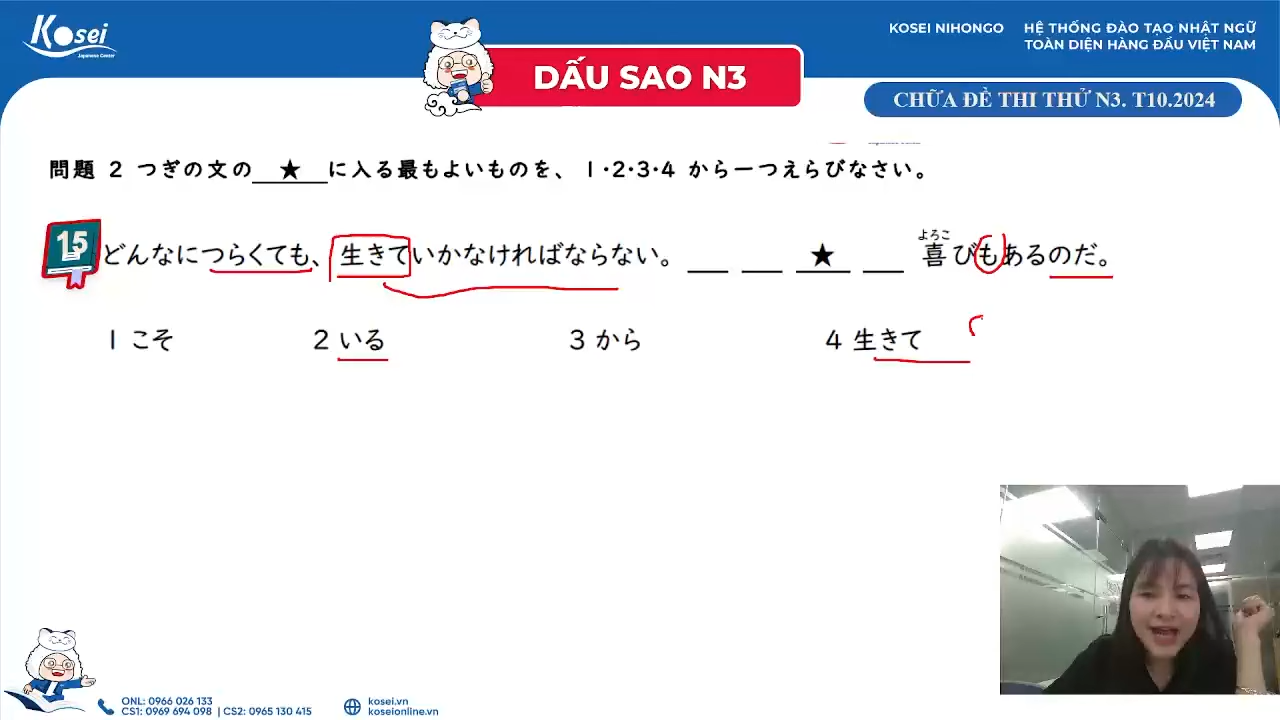 Kosei
Japanese Center
DẤU SAO N3
KOSEI NIHONGO HỆ THỐNG ĐÀO TẠO NHẬT NGỮ
TOÀN DIỆN HÀNG ĐẦU VIỆT NAM
CHỮA ĐỀ THI THỬ N3. T10.2024
問題 2 つぎの文の ★ に入る最もよいものを、1・2・3・4 から一つえらびなさい。
15 どんなにつらくても、生きていかなければならない。 ★ 喜びもあるのだ。
よろこ
1 こそ 2 いる 3 から 4 生きて
ONL: 0966 026 133
CS1: 0969 694 098 | CS2: 0965 130 415
kosei.vn
koseionline.vn